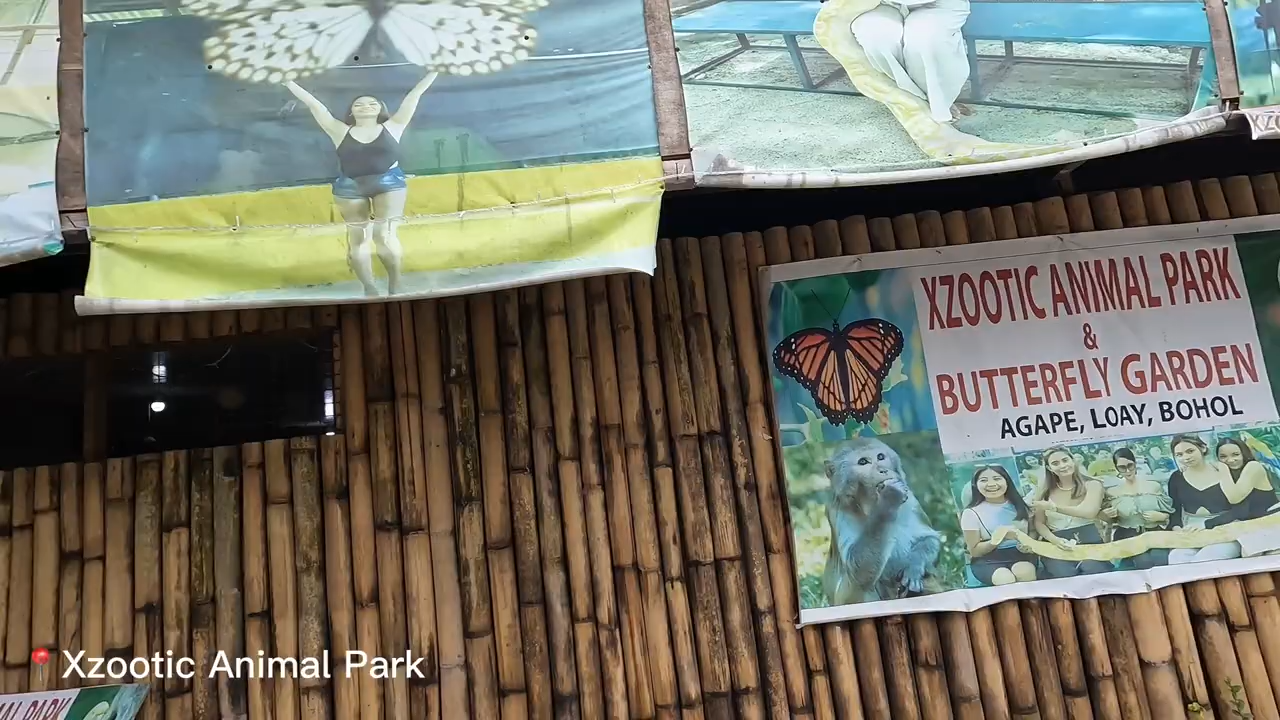 XZOOTIC ANIMAL PARK
&
BUTTERFLY GARDEN
AGAPE, LOAY, BOHOL
Xzootic Animal Park